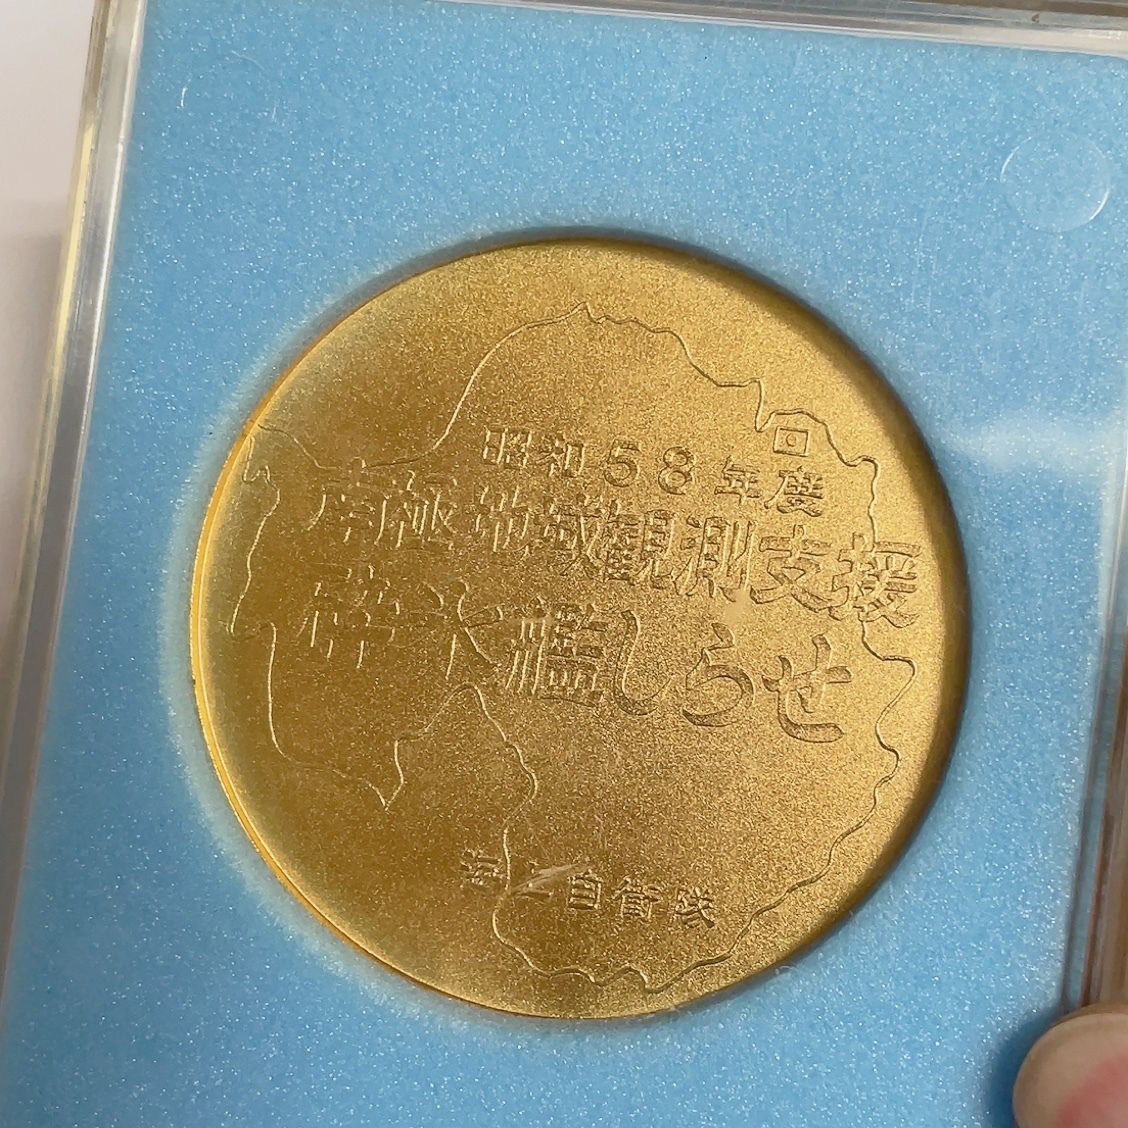 昭和58年度
南極地域観測支援
砕氷艦しらせ
海上自衛隊